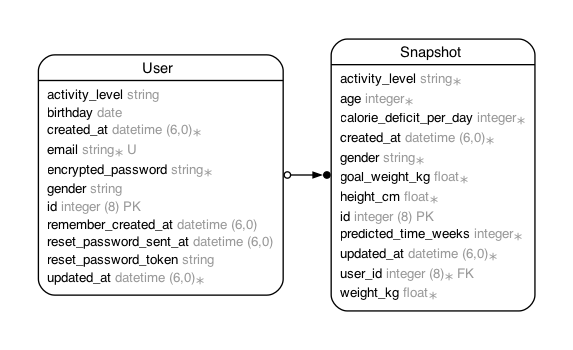 User
activity_level string
birthday date
created_at datetime (6,0)∗
email string∗ U
encrypted_password string∗
gender string
id integer (8) PK
remember_created_at datetime (6,0)
reset_password_sent_at datetime (6,0)
reset_password_token string
updated_at datetime (6,0)∗
Snapshot
activity_level string∗
age integer∗
calorie_deficit_per_day integer∗
created_at datetime (6,0)∗
gender string∗
goal_weight_kg float∗
height_cm float∗
id integer (8) PK
predicted_time_weeks integer∗
updated_at datetime (6,0)∗
user_id integer (8)∗ FK
weight_kg float∗